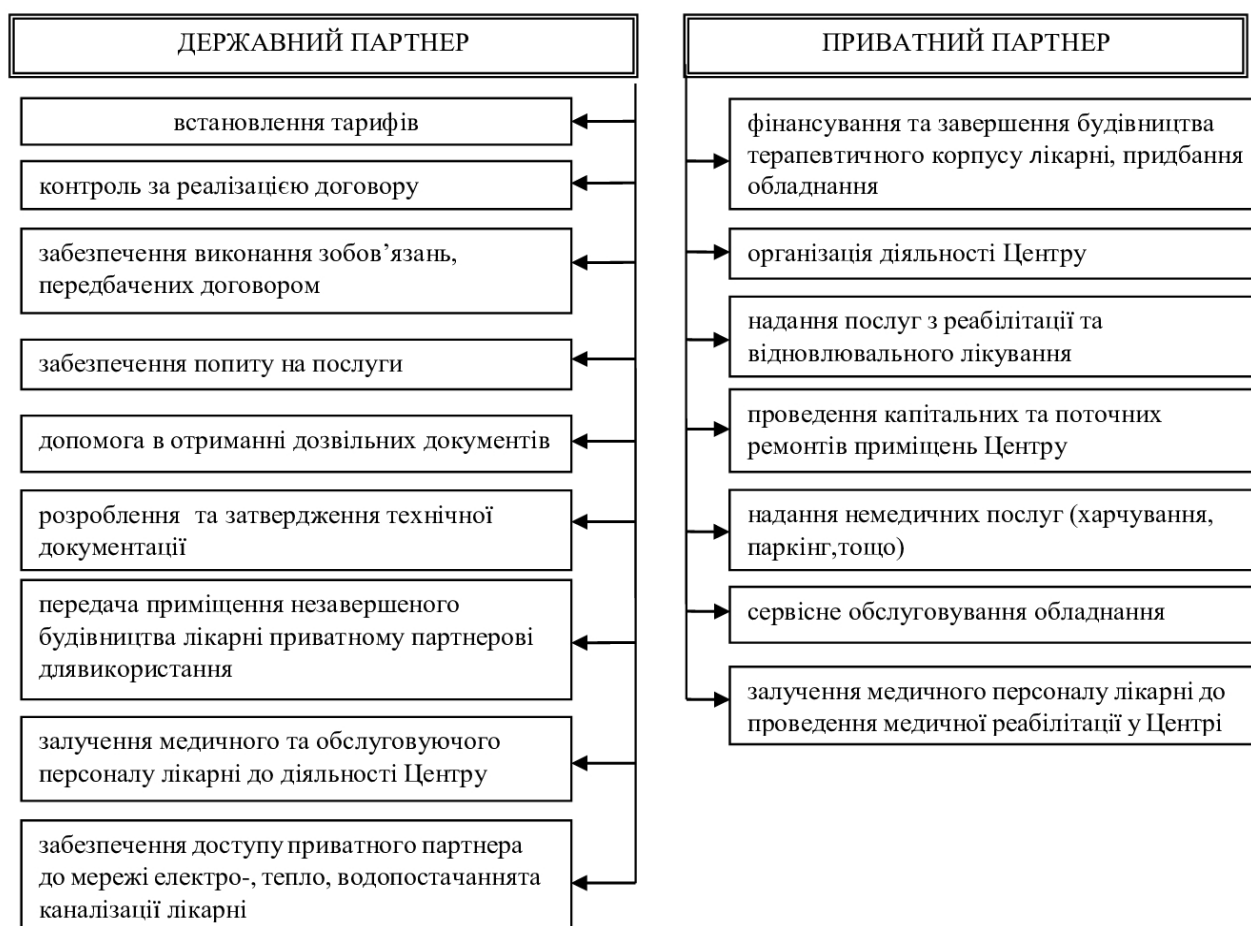 ДЕРЖАВНИЙ ПАРТНЕР
встановлення тарифів
контроль за реалізацією договору
забезпечення виконання зобов’язань,
передбачених договором
забезпечення попиту на послуги
допомога в отриманні дозвільних документів
розроблення та затвердження технічної
документації
передача приміщення незавершеного
будівництва лікарні приватному партнерові
длявикористання
залучення медичного та обслуговуючого
персоналу лікарні до діяльності Центру
забезпечення доступу приватного партнера
до мережі електро-, тепло, водопостачаннята
каналізації лікарні
ПРИВАТНИЙ ПАРТНЕР
фінансування та завершення будівництва
терапевтичного корпусу лікарні, придбання
обладнання
організація діяльності Центру
надання послуг з реабілітації та
відновлювального лікування
проведення капітальних та поточних
ремонтів приміщень Центру
надання немедичних послуг (харчування,
паркінг,тощо)
сервісне обслуговування обладнання
залучення медичного персоналу лікарні до
проведення медичної реабілітації у Центрі